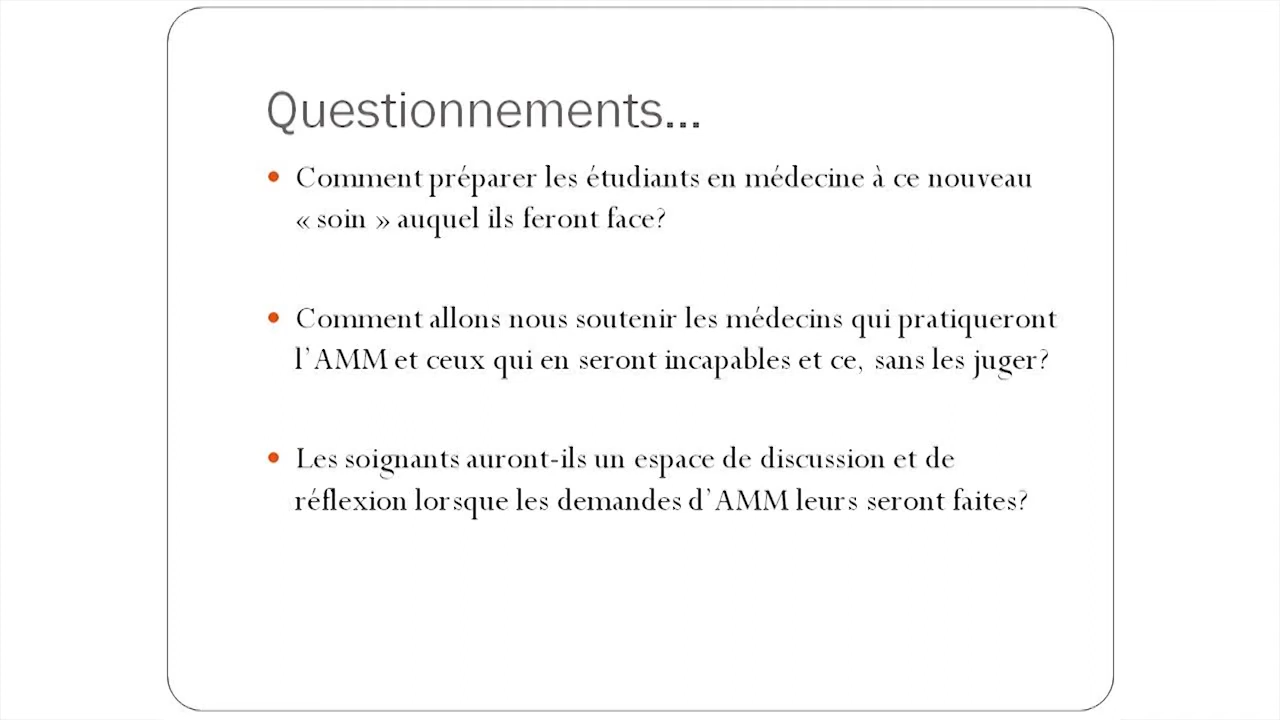 Questionnements...
• Comment préparer les étudiants en médecine à ce nouveau
« soin » auquel ils feront face?
• Comment allons nous soutenir les médecins qui pratiqueront
l'AMM et ceux qui en seront incapables et ce, sans les juger?
• Les soignants auront-ils un espace de discussion et de
réflexion lorsque les demandes d'AMM leurs seront faites?